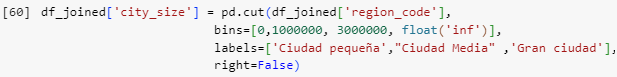 [60] df_joined['city_size'] = pd.cut(df_joined['region_code'],
bins=[0,1000000, 3000000, float('inf')],
labels=['Ciudad pequeña',"Ciudad Media" ,'Gran ciudad'],
right=False)